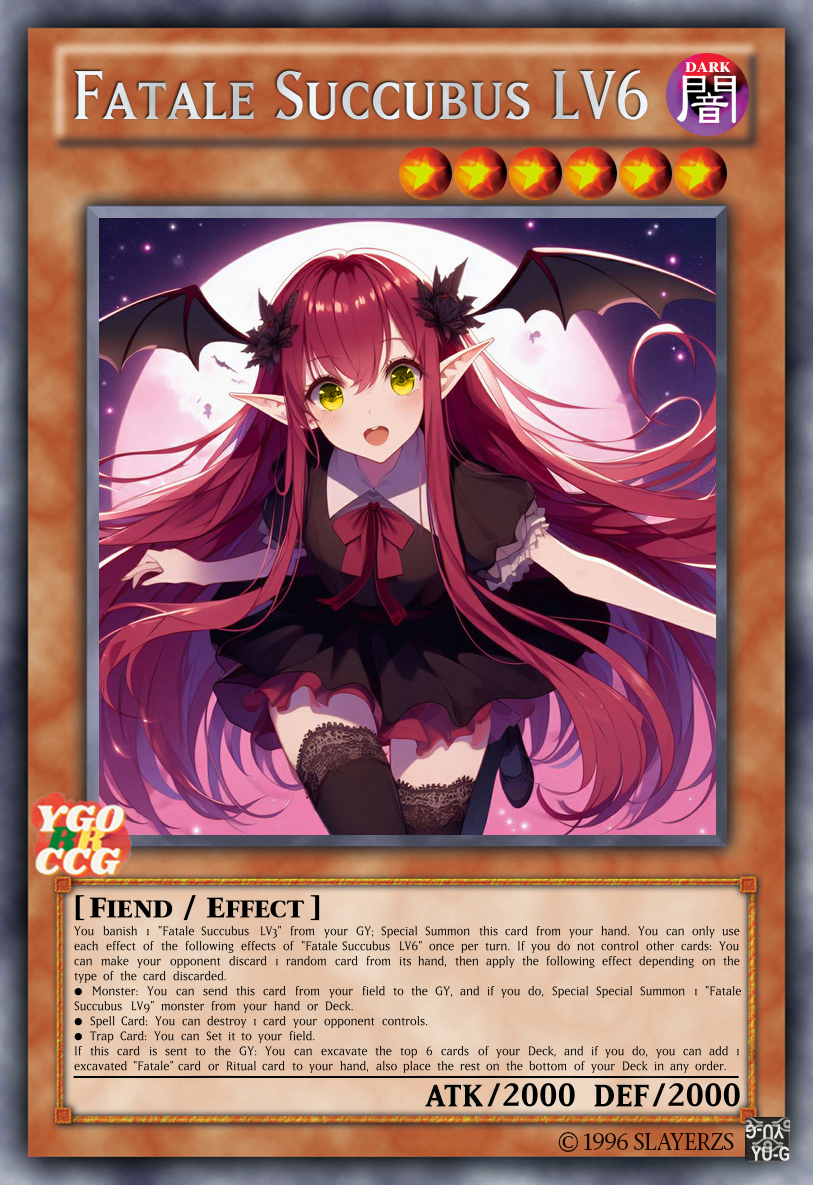 FATALE SUCCUBUS LV6
DARK
闇
YGO
BR
CCG
[ FIEND / EFFECT ]
You banish 1 "Fatale Succubus LV3" from your GY; Special Summon this card from your hand. You can only use
each effect of the following effects of "Fatale Succubus LV6" once per turn. If you do not control other cards: You
can make your opponent discard 1 random card from its hand, then apply the following effect depending on the
type of the card discarded.
● Monster: You can send this card from your field to the GY, and if you do, Special Special Summon 1 "Fatale
Succubus LV9" monster from your hand or Deck.
● Spell Card: You can destroy 1 card your opponent controls.
● Trap Card: You can Set it to your field.
If this card is sent to the GY: You can excavate the top 6 cards of your Deck, and if you do, you can add 1
excavated "Fatale" card or Ritual card to your hand, also place the rest on the bottom of your Deck in any order.
ATK/2000 DEF/2000
© 1996 SLAYERZS
YU-G